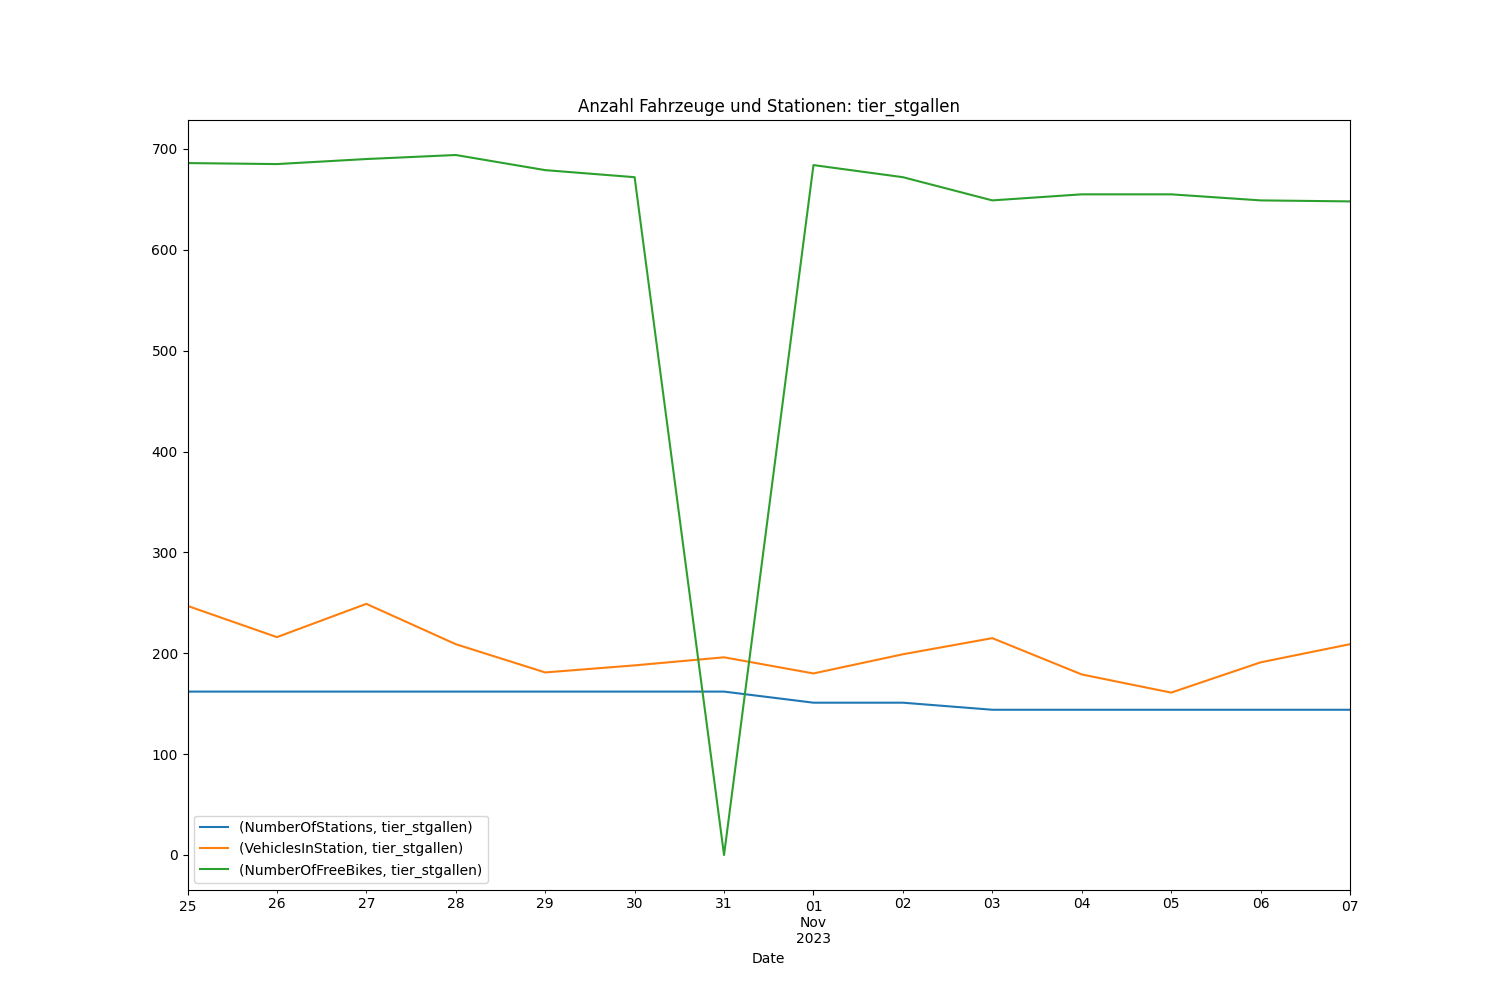 Anzahl Fahrzeuge und Stationen: tier_stgallen
700
600
500
400
300
200
100
0
(NumberOfStations, tier_stgallen)
(VehiclesInStation, tier_stgallen)
(NumberOfFreeBikes, tier_stgallen)
25 26 27 28 29 30 31 01 02 03 04 05 06 07
Nov
2023
Date